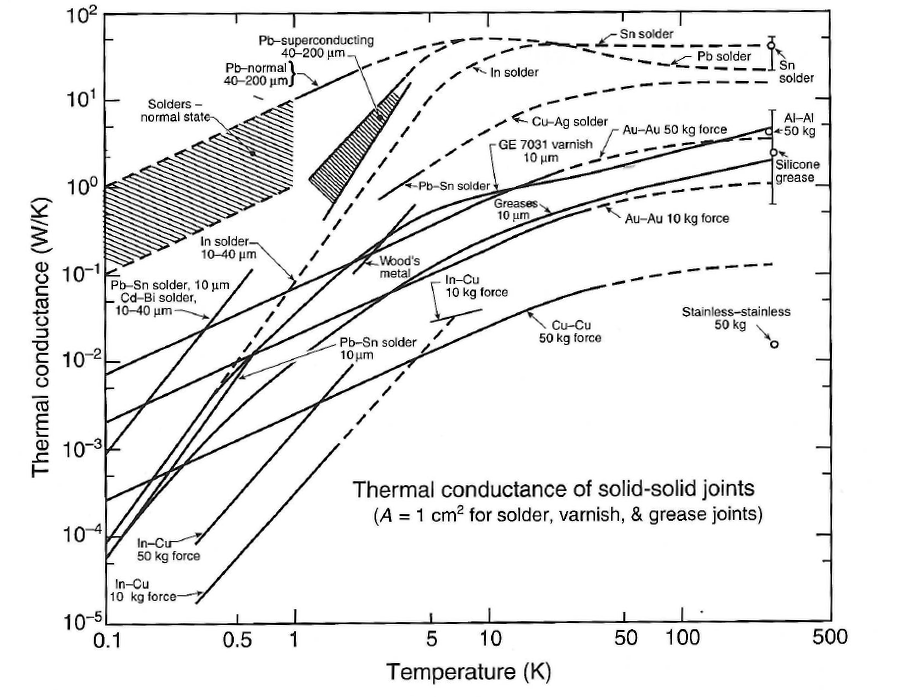 10²
10¹
10⁰
10⁻¹
10⁻²
10⁻³
10⁻⁴
10⁻⁵
Thermal conductance (W/K)
Pb–superconducting
40–200 μm
Pb–normal
40–200 μm
Solders –
normal state
Sn solder
Pb solder
Sn
solder
In solder
Cu–Ag solder
Au–Au 50 kg force
Al–Al
50 kg
GE 7031 varnish
10 μm
Silicone
grease
Pb–Sn solder
Greases
10 μm
Au–Au 10 kg force
In solder
10–40 μm
Wood's
metal
Pb–Sn solder, 10 μm
Cd–Bi solder,
10–40 μm
In–Cu
10 kg force
Stainless–stainless
50 kg
Cu–Cu
50 kg force
Pb–Sn solder
10 μm
Thermal conductance of solid-solid joints
(A = 1 cm² for solder, varnish, & grease joints)
In–Cu
50 kg force
In–Cu
10 kg force
0.1 0.5 1 5 10 50 100 500
Temperature (K)